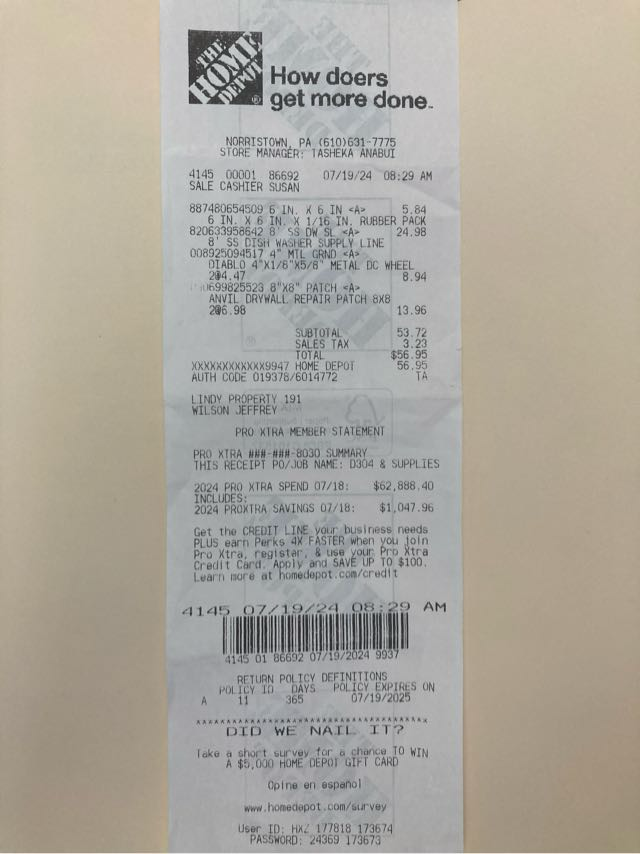 THE
HOME
DEPOT
How doers
get more done.
NORRISTOWN, PA (610)631-7775
STORE MANAGER: TASHEKA ANABUI
4145 00001 86692 07/19/24 08:29 AM
SALE CASHIER SUSAN
887480654509 6 IN. X 6 IN <A> 5.84
6 IN. X 6 IN. X 1/16 IN. RUBBER PACK
820633958642 8' SS DW SL <A> 24.98
8' SS DISH WASHER SUPPLY LINE
008925094517 4" MTL GRND <A>
DIABLO 4"X1/8"X5/8" METAL DC WHEEL
2@4.47 8.94
0699825523 8"X8" PATCH <A>
ANVIL DRYWALL REPAIR PATCH 8X8
2@6.98 13.96
SUBTOTAL 53.72
SALES TAX 3.23
TOTAL $56.95
XXXXXXXXXXXX9947 HOME DEPOT 56.95
AUTH CODE 019378/6014772 TA
LINDY PROPERTY 191
WILSON JEFFREY
PRO XTRA MEMBER STATEMENT
PRO XTRA ###-###-8030 SUMMARY
THIS RECEIPT PO/JOB NAME: D304 & SUPPLIES
2024 PRO XTRA SPEND 07/18: $62,888.40
INCLUDES:
2024 PROXTRA SAVINGS 07/18: $1,047.96
Get the CREDIT LINE your business needs
PLUS earn Perks 4X FASTER when you join
Pro Xtra, register, & use your Pro Xtra
Credit Card. Apply and SAVE UP TO $100.
Learn more at homedepot.com/credit
4145 07/19/24 08:29 AM
4145 01 86692 07/19/2024 9937
RETURN POLICY DEFINITIONS
POLICY ID DAYS POLICY EXPIRES ON
A 11 365 07/19/2025
DID WE NAIL IT?
Take a short survey for a chance TO WIN
A $5,000 HOME DEPOT GIFT CARD
Opine en español
www.homedepot.com/survey
User ID: HXZ 177818 173674
PASSWORD: 24369 173673